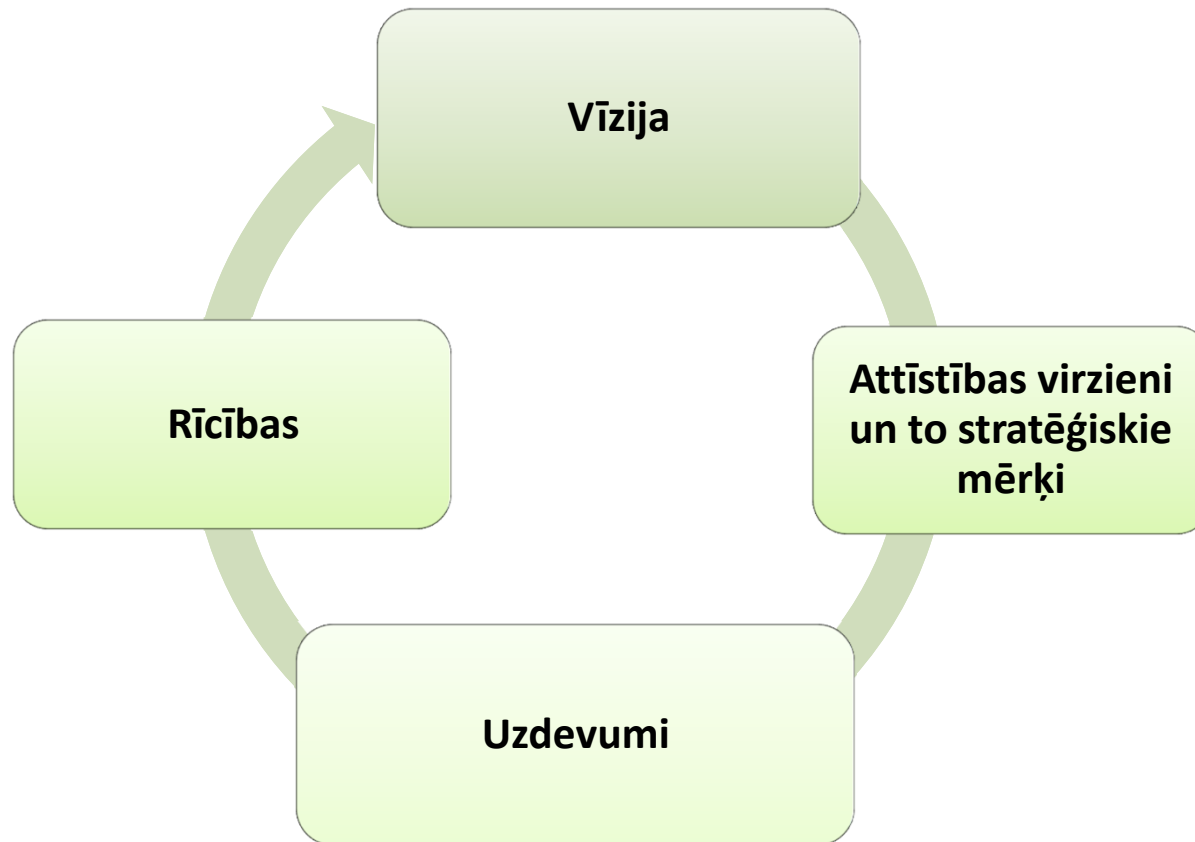 Vīzija
Attīstības virzieni
un to stratēģiskie
mērķi
Rīcības
Uzdevumi